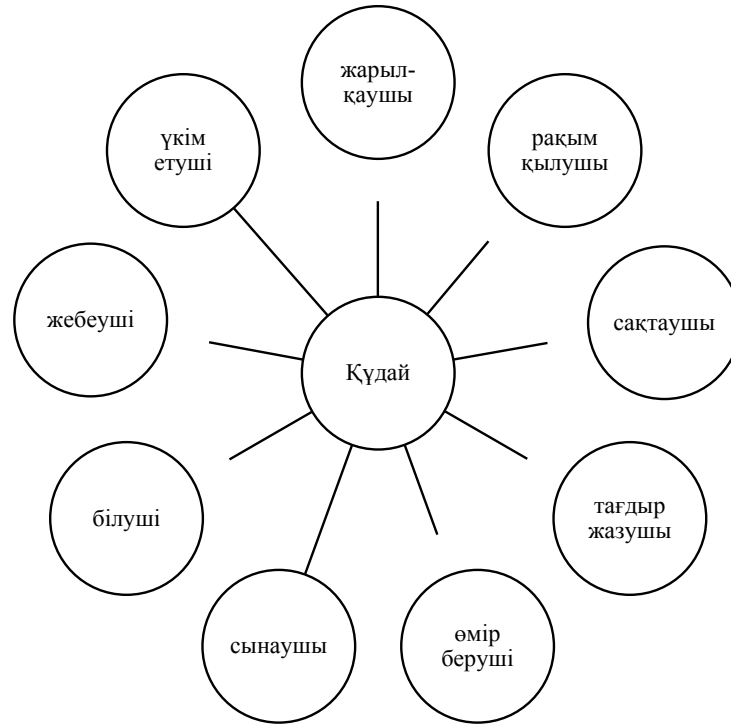 жарыл-
қаушы
рақым
қылушы
сақтаушы
тағдыр
жазушы
өмір
беруші
сынаушы
білуші
жебеуші
үкім
етуші
Құдай